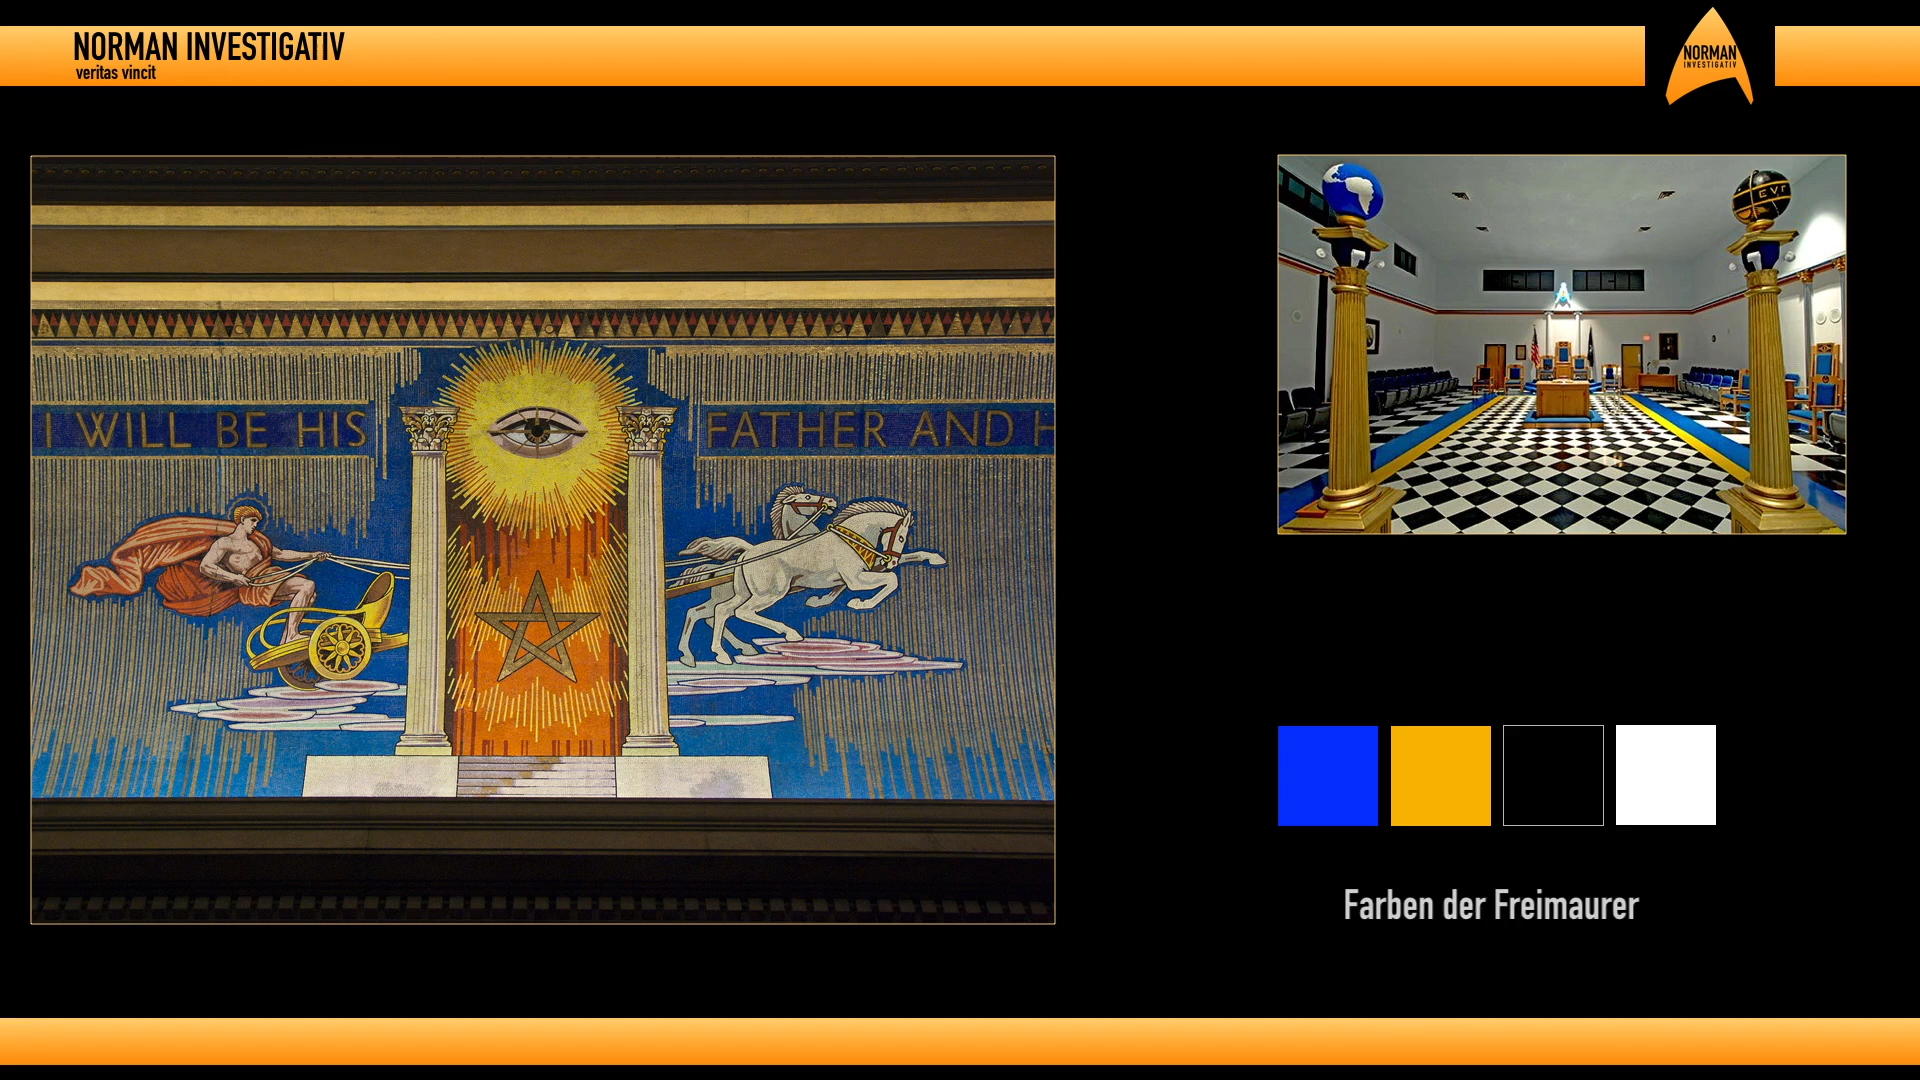 NORMAN INVESTIGATIV
veritas vincit
NORMAN
INVESTIGATIV
I WILL BE HIS
FATHER AND H
Farben der Freimaurer